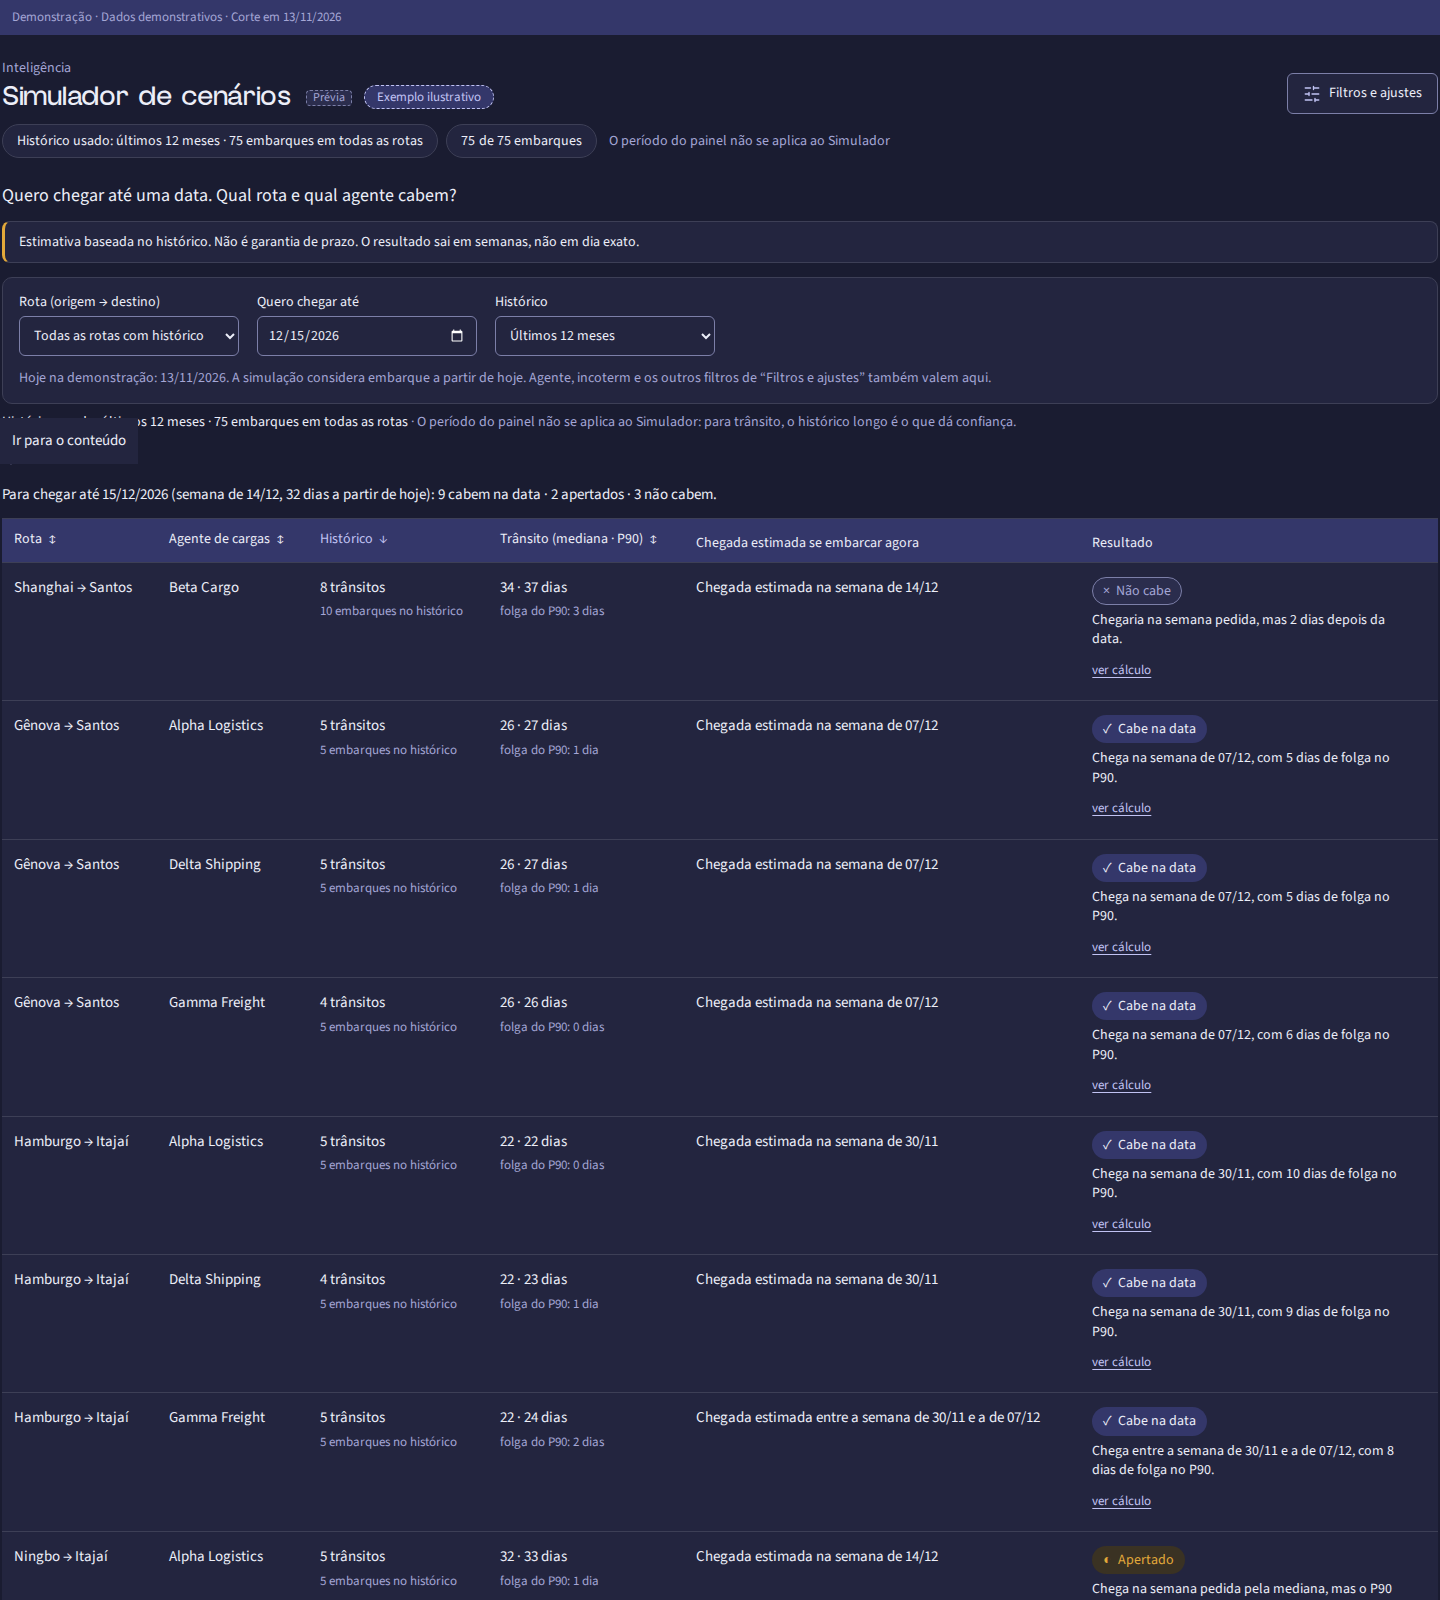 Demonstração · Dados demonstrativos · Corte em 13/11/2026
Inteligência
Simulador de cenários
Prévia
Exemplo ilustrativo
Filtros e ajustes
Histórico usado: últimos 12 meses · 75 embarques em todas as rotas
75 de 75 embarques
O período do painel não se aplica ao Simulador
Quero chegar até uma data. Qual rota e qual agente cabem?
Estimativa baseada no histórico. Não é garantia de prazo. O resultado sai em semanas, não em dia exato.
Rota (origem → destino)
Quero chegar até
Histórico
Todas as rotas com histórico
12/15/2026
Últimos 12 meses
Hoje na demonstração: 13/11/2026. A simulação considera embarque a partir de hoje. Agente, incoterm e os outros filtros de “Filtros e ajustes” também valem aqui.
12 meses · 75 embarques em todas as rotas · O período do painel não se aplica ao Simulador: para trânsito, o histórico longo é o que dá confiança.
Ir para o conteúdo
Para chegar até 15/12/2026 (semana de 14/12, 32 dias a partir de hoje): 9 cabem na data · 2 apertados · 3 não cabem.
Rota ↕ Agente de cargas ↕ Histórico ↓ Trânsito (mediana · P90) ↕ Chegada estimada se embarcar agora Resultado
Shanghai → Santos Beta Cargo 8 trânsitos 34 · 37 dias Chegada estimada na semana de 14/12 × Não cabe
10 embarques no histórico folga do P90: 3 dias
Chegaria na semana pedida, mas 2 dias depois da
data.
ver cálculo
Gênova → Santos Alpha Logistics 5 trânsitos 26 · 27 dias Chegada estimada na semana de 07/12 ✓ Cabe na data
5 embarques no histórico folga do P90: 1 dia
Chega na semana de 07/12, com 5 dias de folga no
P90.
ver cálculo
Gênova → Santos Delta Shipping 5 trânsitos 26 · 27 dias Chegada estimada na semana de 07/12 ✓ Cabe na data
5 embarques no histórico folga do P90: 1 dia
Chega na semana de 07/12, com 5 dias de folga no
P90.
ver cálculo
Gênova → Santos Gamma Freight 4 trânsitos 26 · 26 dias Chegada estimada na semana de 07/12 ✓ Cabe na data
5 embarques no histórico folga do P90: 0 dias
Chega na semana de 07/12, com 6 dias de folga no
P90.
ver cálculo
Hamburgo → Itajaí Alpha Logistics 5 trânsitos 22 · 22 dias Chegada estimada na semana de 30/11 ✓ Cabe na data
5 embarques no histórico folga do P90: 0 dias
Chega na semana de 30/11, com 10 dias de folga no
P90.
ver cálculo
Hamburgo → Itajaí Delta Shipping 4 trânsitos 22 · 23 dias Chegada estimada na semana de 30/11 ✓ Cabe na data
5 embarques no histórico folga do P90: 1 dia
Chega na semana de 30/11, com 9 dias de folga no
P90.
ver cálculo
Hamburgo → Itajaí Gamma Freight 5 trânsitos 22 · 24 dias Chegada estimada entre a semana de 30/11 e a de 07/12 ✓ Cabe na data
5 embarques no histórico folga do P90: 2 dias
Chega entre a semana de 30/11 e a de 07/12, com 8
dias de folga no P90.
ver cálculo
Ningbo → Itajaí Alpha Logistics 5 trânsitos 32 · 33 dias Chegada estimada na semana de 14/12 Apertado
5 embarques no histórico folga do P90: 1 dia
Chega na semana pedida pela mediana, mas o P90